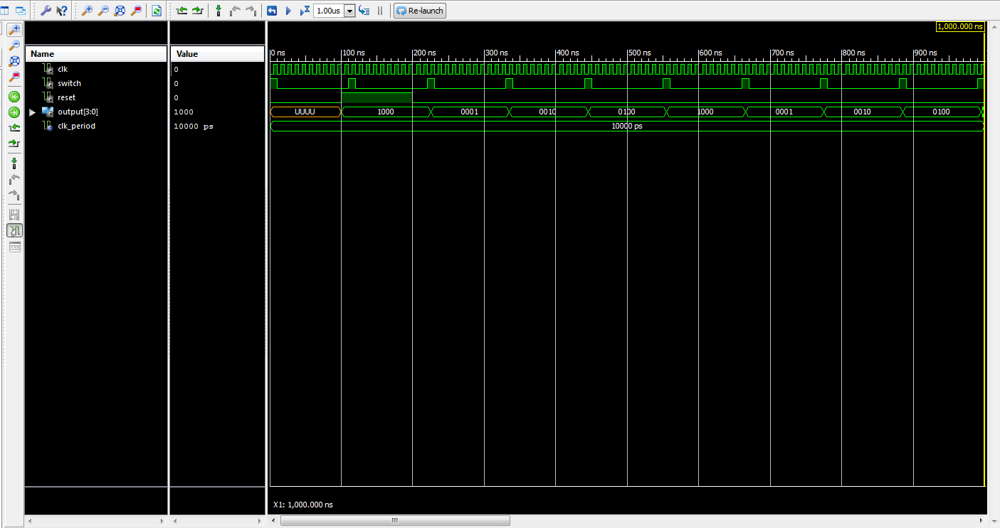 1.00us Re-launch
1,000.000 ns
Name Value
0 ns 100 ns 200 ns 300 ns 400 ns 500 ns 600 ns 700 ns 800 ns 900 ns
clk 0
switch 0
reset 0
output[3:0] 1000 UUUU 1000 0001 0010 0100 1000 0001 0010 0100
clk_period 10000 ps 10000 ps
X1: 1,000.000 ns